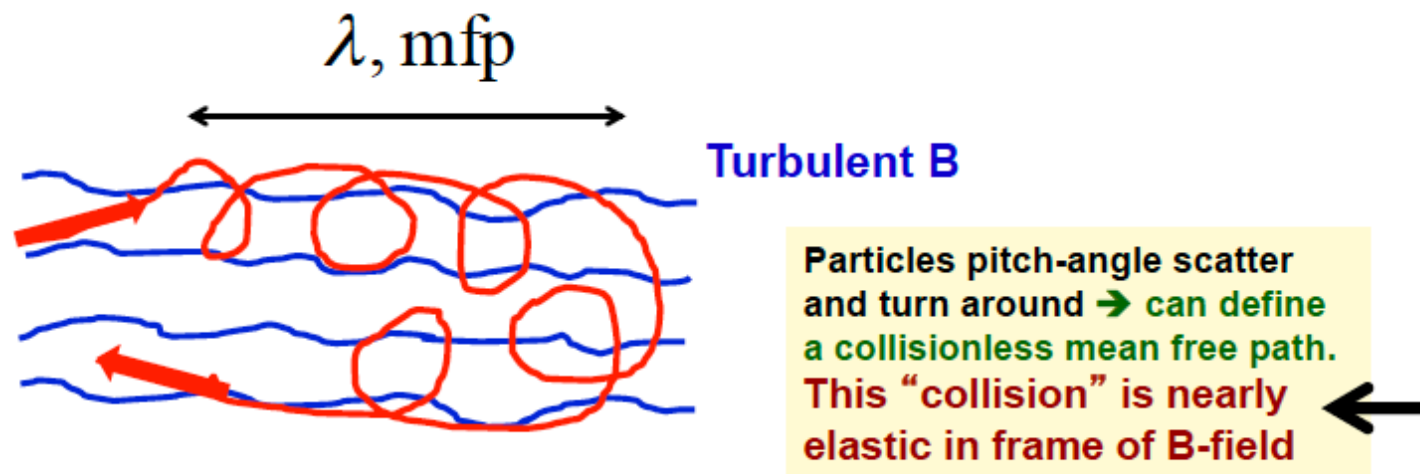 λ, mfp
Turbulent B
Particles pitch-angle scatter
and turn around ➔ can define
a collisionless mean free path.
This “collision” is nearly
elastic in frame of B-field